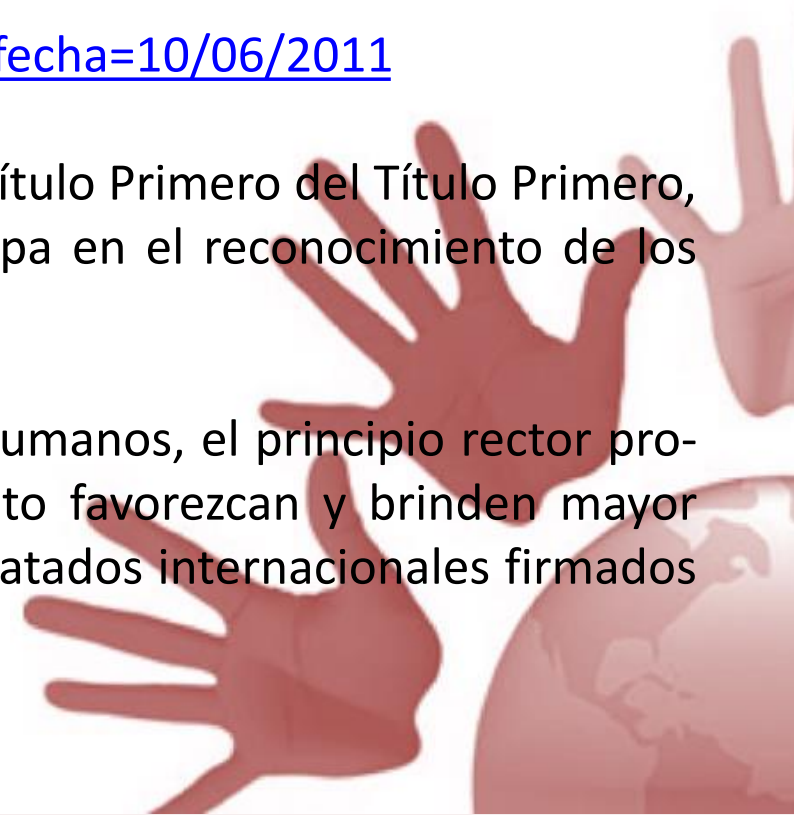 fecha=10/06/2011
ítulo Primero del Título Primero,
pa en el reconocimiento de los
umanos, el principio rector pro-
to favorezcan y brinden mayor
atados internacionales firmados